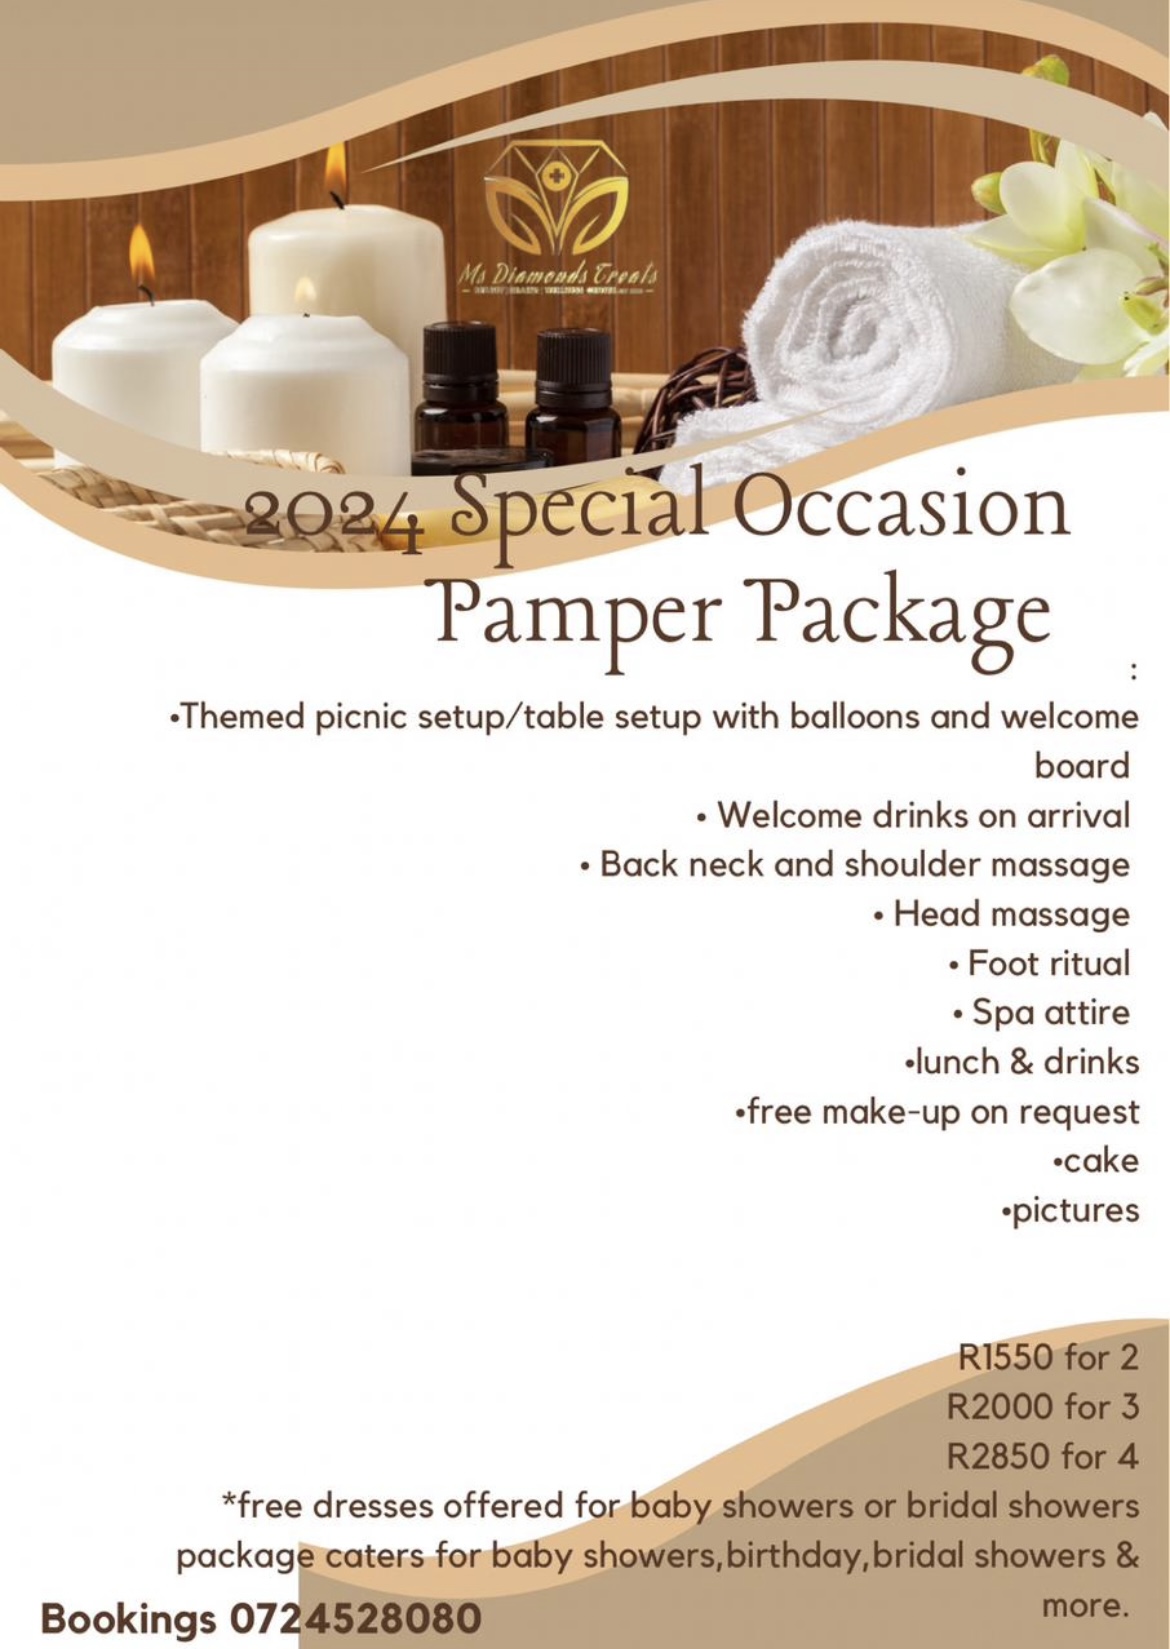 Ms Diamonds Treats
2024 Special Occasion
Pamper Package
:
•Themed picnic setup/table setup with balloons and welcome
board
• Welcome drinks on arrival
• Back neck and shoulder massage
• Head massage
• Foot ritual
• Spa attire
•lunch & drinks
•free make-up on request
•cake
•pictures
R1550 for 2
R2000 for 3
R2850 for 4
*free dresses offered for baby showers or bridal showers
package caters for baby showers,birthday,bridal showers &
more.
Bookings 0724528080